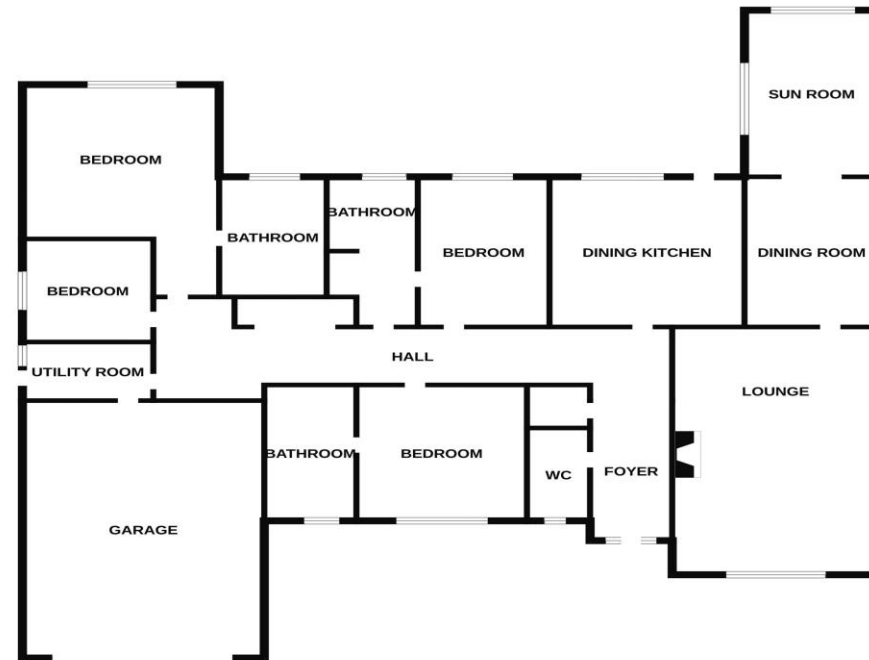 SUN ROOM
BEDROOM
BATHROOM
BATHROOM
BEDROOM
DINING KITCHEN
DINING ROOM
BEDROOM
HALL
UTILITY ROOM
LOUNGE
BATHROOM
BEDROOM
WC
FOYER
GARAGE